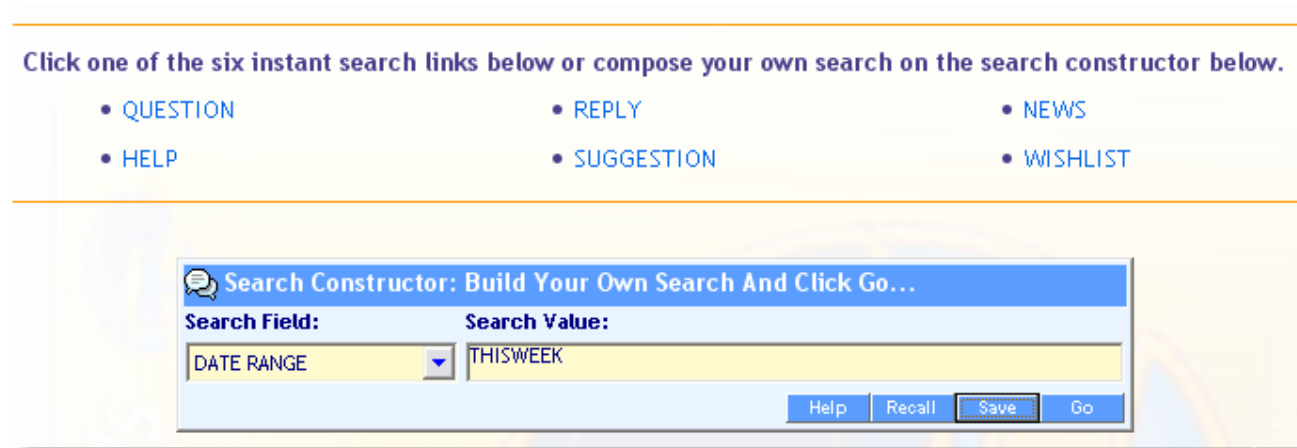 Click one of the six instant search links below or compose your own search on the search constructor below.
• QUESTION • REPLY • NEWS
• HELP • SUGGESTION • WISHLIST
Search Constructor: Build Your Own Search And Click Go...
Search Field: Search Value:
DATE RANGE THISWEEK
Help Recall Save Go